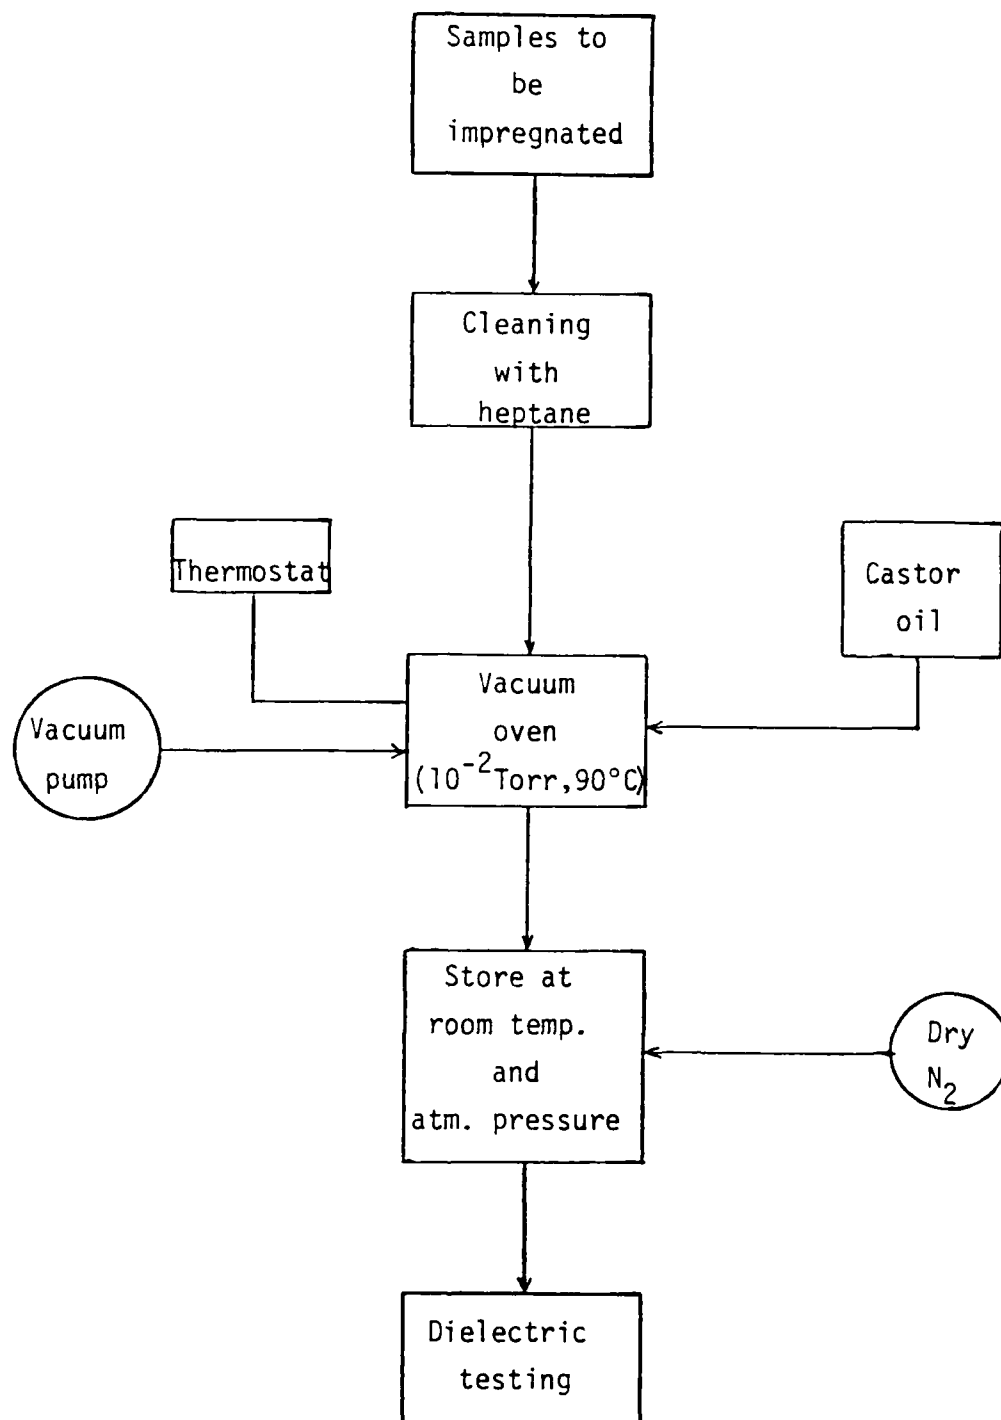 Samples to
be
impregnated
Cleaning
with
heptane
Thermostat
Castor
oil
Vacuum
pump
Vacuum
oven
(10⁻² Torr,90°C)
Store at
room temp.
and
atm. pressure
Dry
N₂
Dielectric
testing